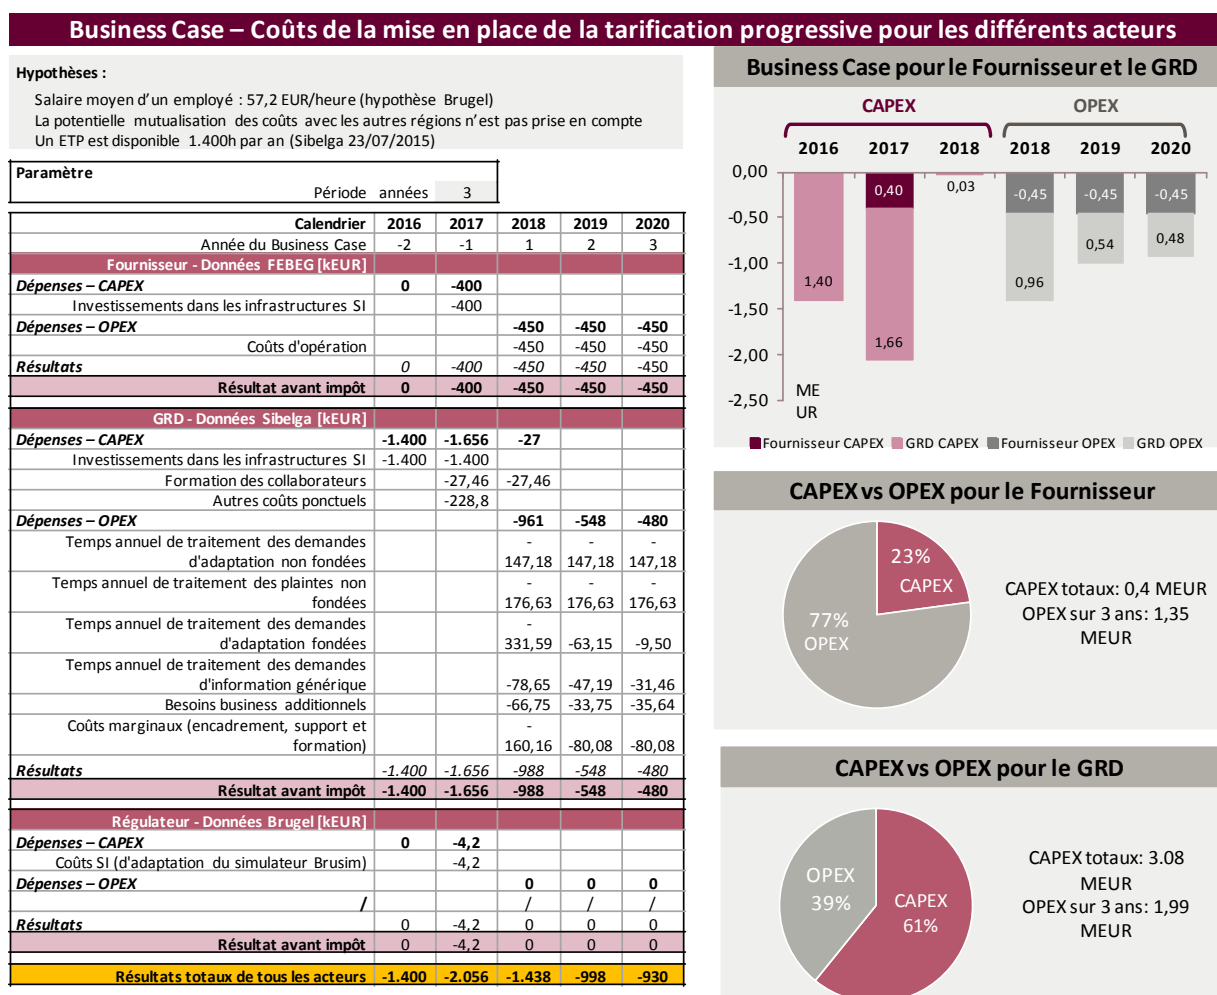 Business Case – Coûts de la mise en place de la tarification progressive pour les différents acteurs
Hypothèses :
Salaire moyen d'un employé : 57,2 EUR/heure (hypothèse Brugel)
La potentielle mutualisation des coûts avec les autres régions n'est pas prise en compte
Un ETP est disponible 1.400h par an (Sibelga 23/07/2015)
Paramètre
Période années 3
Calendrier 2016 2017 2018 2019 2020
Année du Business Case -2 -1 1 2 3
Fournisseur - Données FEBEG [kEUR]
Dépenses – CAPEX 0 -400
Investissements dans les infrastructures SI -400
Dépenses – OPEX -450 -450 -450
Coûts d'opération -450 -450 -450
Résultats 0 -400 -450 -450 -450
Résultat avant impôt 0 -400 -450 -450 -450
GRD - Données Sibelga [kEUR]
Dépenses – CAPEX -1.400 -1.656 -27
Investissements dans les infrastructures SI -1.400 -1.400
Formation des collaborateurs -27,46 -27,46
Autres coûts ponctuels -228,8
Dépenses – OPEX -961 -548 -480
Temps annuel de traitement des demandes - - -
d'adaptation non fondées 147,18 147,18 147,18
Temps annuel de traitement des plaintes non - - -
fondées 176,63 176,63 176,63
Temps annuel de traitement des demandes -
d'adaptation fondées 331,59 -63,15 -9,50
Temps annuel de traitement des demandes
d'information générique -78,65 -47,19 -31,46
Besoins business additionnels -66,75 -33,75 -35,64
Coûts marginaux (encadrement, support et -
formation) 160,16 -80,08 -80,08
Résultats -1.400 -1.656 -988 -548 -480
Résultat avant impôt -1.400 -1.656 -988 -548 -480
Régulateur - Données Brugel [kEUR]
Dépenses – CAPEX 0 -4,2
Coûts SI (d'adaptation du simulateur Brusim) -4,2
Dépenses – OPEX 0 0 0
/ / / /
Résultats 0 -4,2 0 0 0
Résultat avant impôt 0 -4,2 0 0 0
Résultats totaux de tous les acteurs -1.400 -2.056 -1.438 -998 -930
Business Case pour le Fournisseur et le GRD
CAPEX OPEX
2016 2017 2018 2018 2019 2020
0,00
-0,50
-1,00
-1,50
-2,00
-2,50
0,40 0,03 -0,45 -0,45 -0,45
0,54 0,48
1,40 0,96
1,66
ME
UR
Fournisseur CAPEX GRD CAPEX Fournisseur OPEX GRD OPEX
CAPEX vs OPEX pour le Fournisseur
23%
CAPEX
77%
OPEX
CAPEX totaux: 0,4 MEUR
OPEX sur 3 ans: 1,35
MEUR
CAPEX vs OPEX pour le GRD
OPEX
39%
CAPEX
61%
CAPEX totaux: 3.08
MEUR
OPEX sur 3 ans: 1,99
MEUR